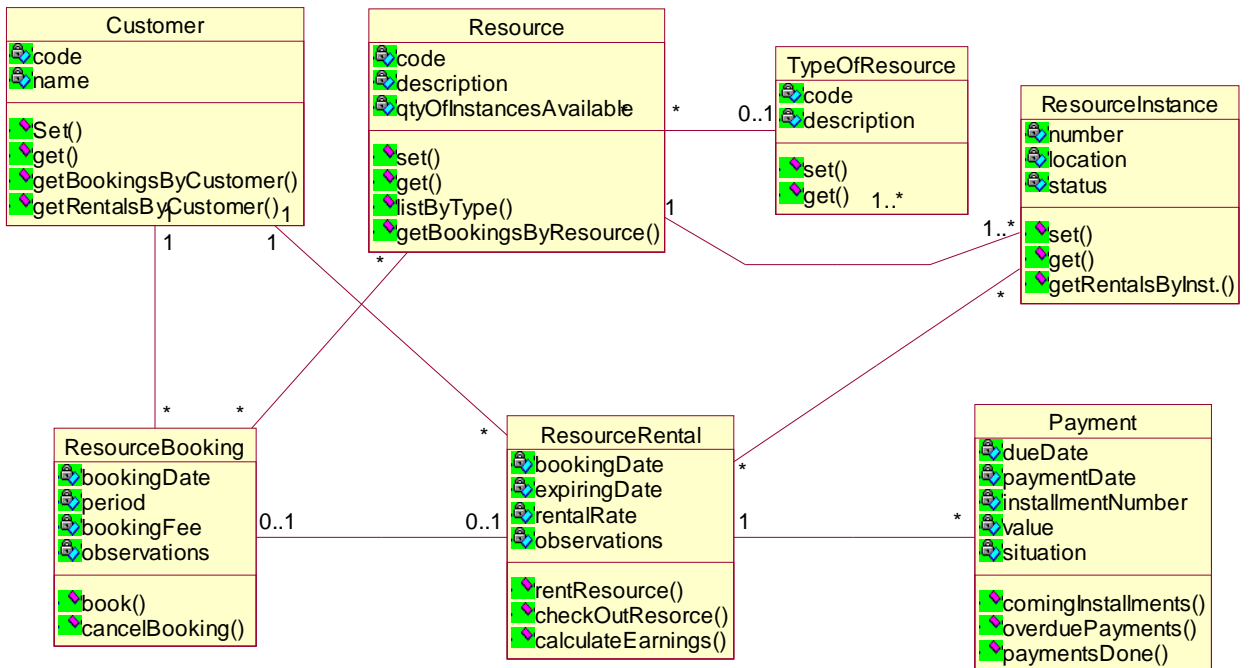 Customer
code
name
Set()
get()
getBookingsByCustomer()
getRentalsByCustomer()
1
1
1
1
Resource
code
description
qtyOfInstancesAvailable
*
set()
get()
listByType()
getBookingsByResource()
*
*
0..1
TypeOfResource
code
description
set()
get()
1..*
ResourceInstance
number
location
status
set()
get()
getRentalsByInst.()
1
1..*
*
*
*
*
*
ResourceBooking
bookingDate
period
bookingFee
observations
book()
cancelBooking()
0..1
0..1
ResourceRental
bookingDate
expiringDate
rentalRate
observations
rentResource()
checkOutResorce()
calculateEarnings()
1
*
Payment
dueDate
paymentDate
installmentNumber
value
situation
comingInstallments()
overduePayments()
paymentsDone()